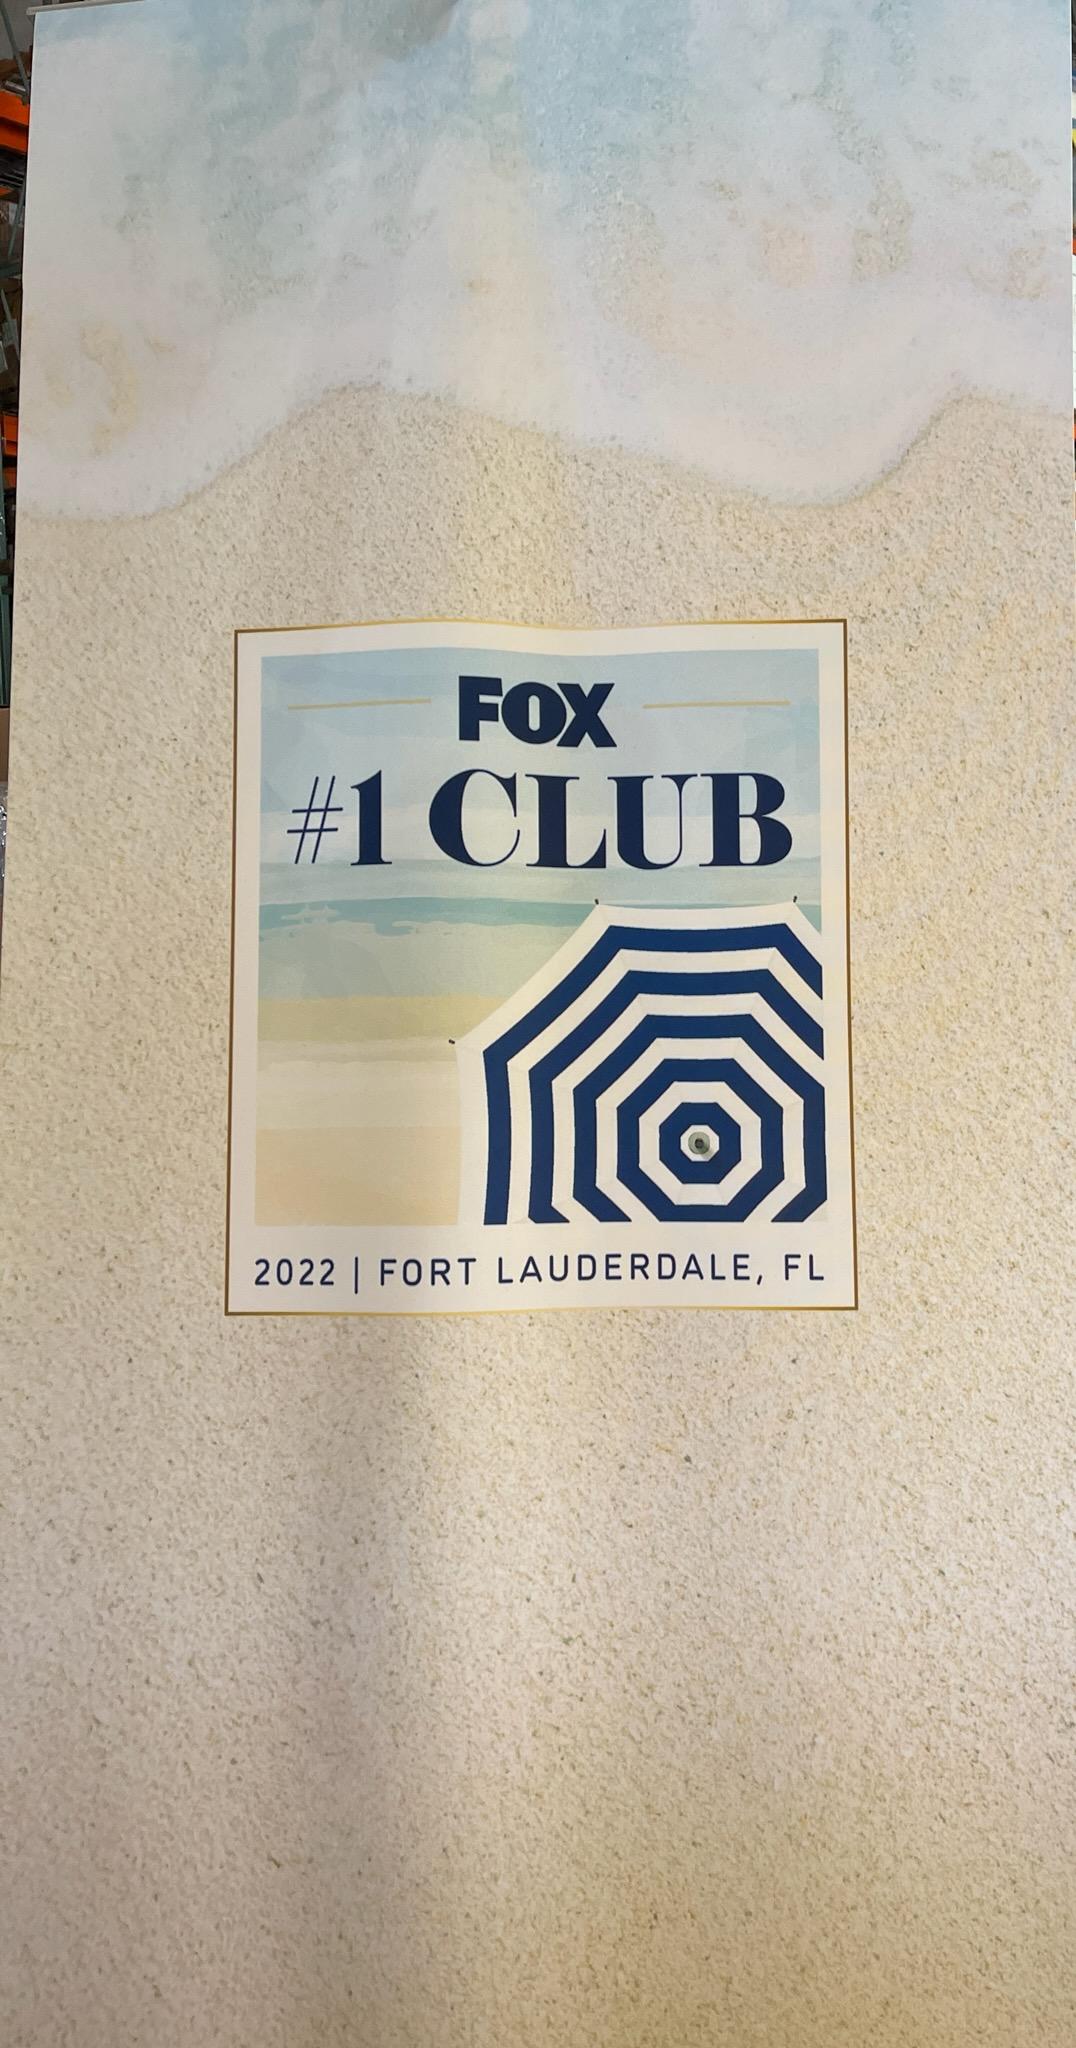 FOX
#1 CLUB
2022 | FORT LAUDERDALE, FL